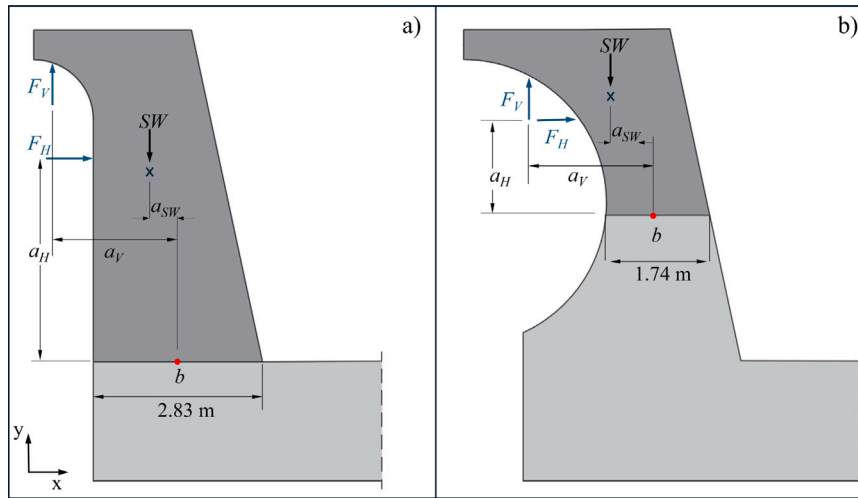 a)
SW
F_V
F_H
a_SW
a_V
a_H
b
2.83 m
y
x
b)
SW
F_V
F_H
a_SW
a_H
a_V
b
1.74 m